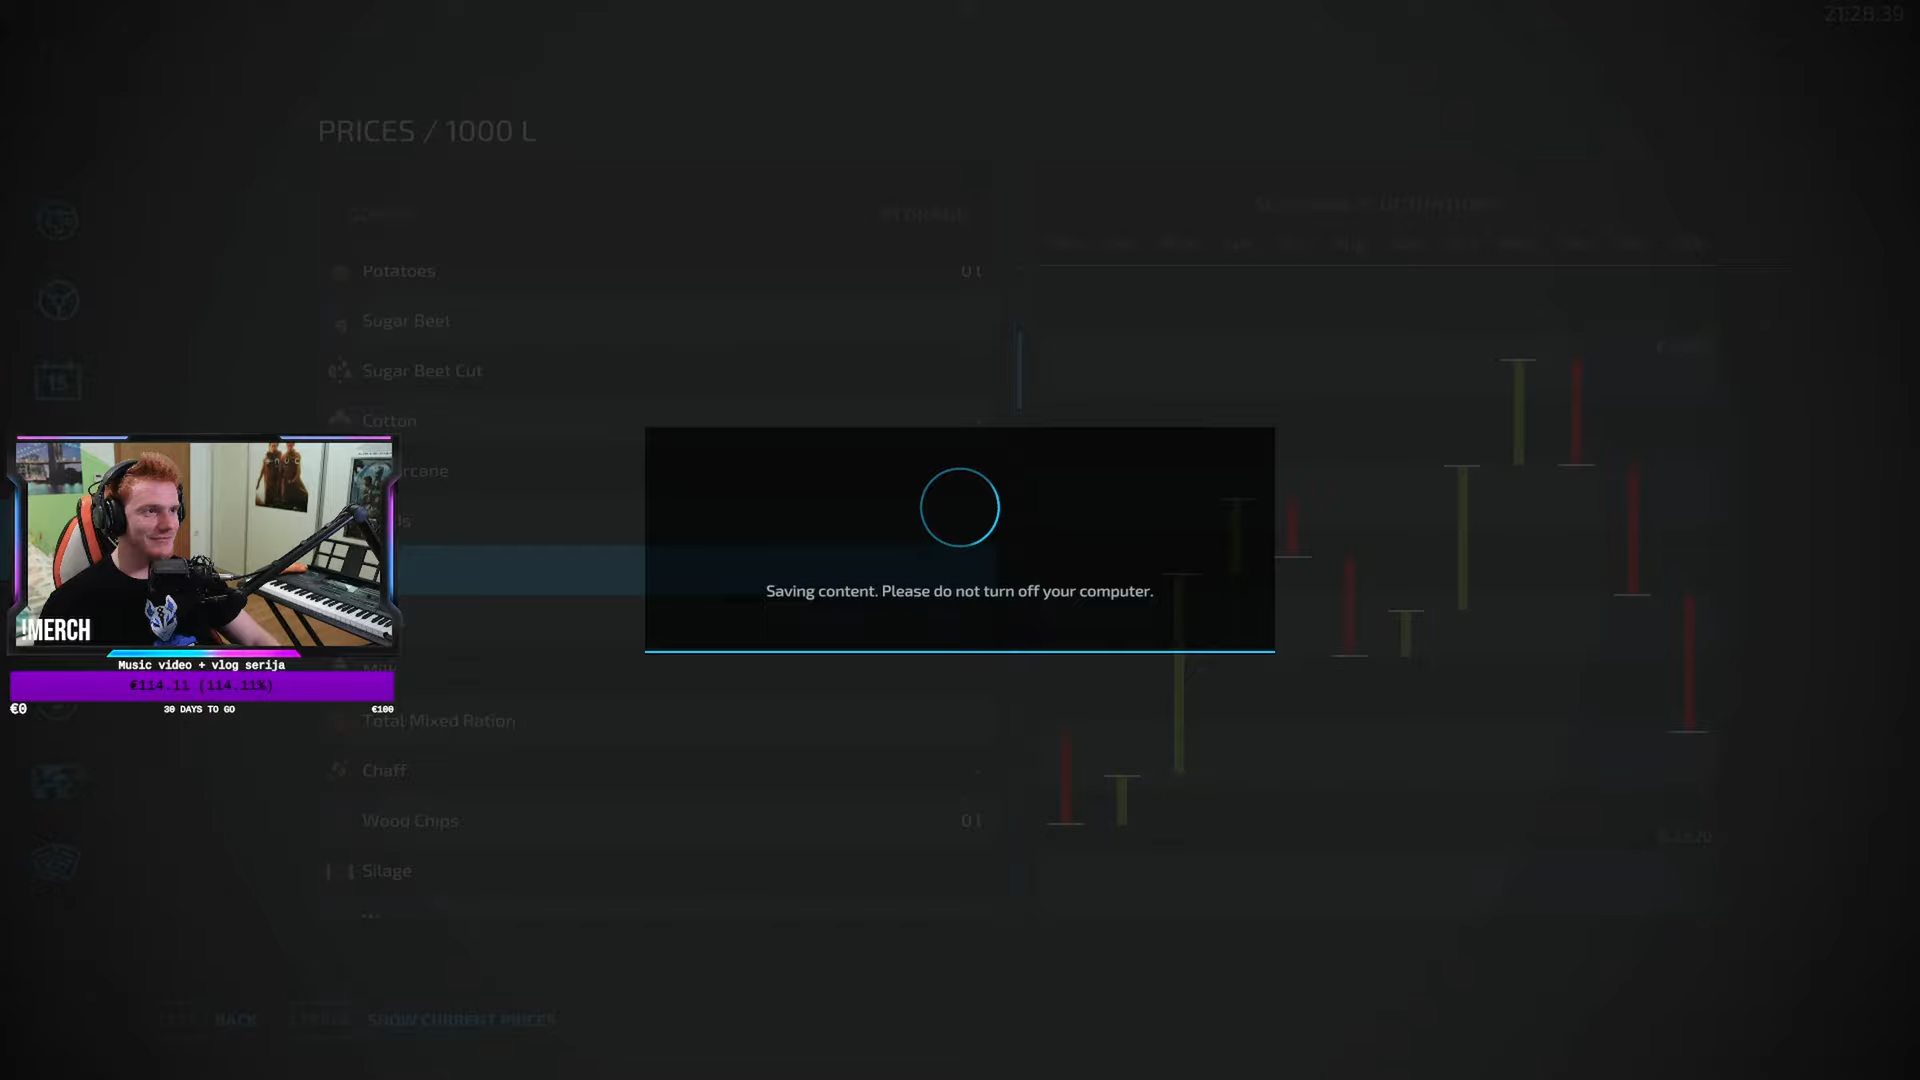 21:28:39
PRICES / 1000 L
Potatoes 0 l
Sugar Beet
Sugar Beet Cut
Cotton
rcane
Saving content. Please do not turn off your computer.
!MERCH
Music video + vlog serija
€114.11 (114.11%)
€0 30 DAYS TO GO €100
Milk
Total Mixed Ration
Chaff -
Wood Chips 0 l
Silage
BACK SHOW CURRENT PRICES